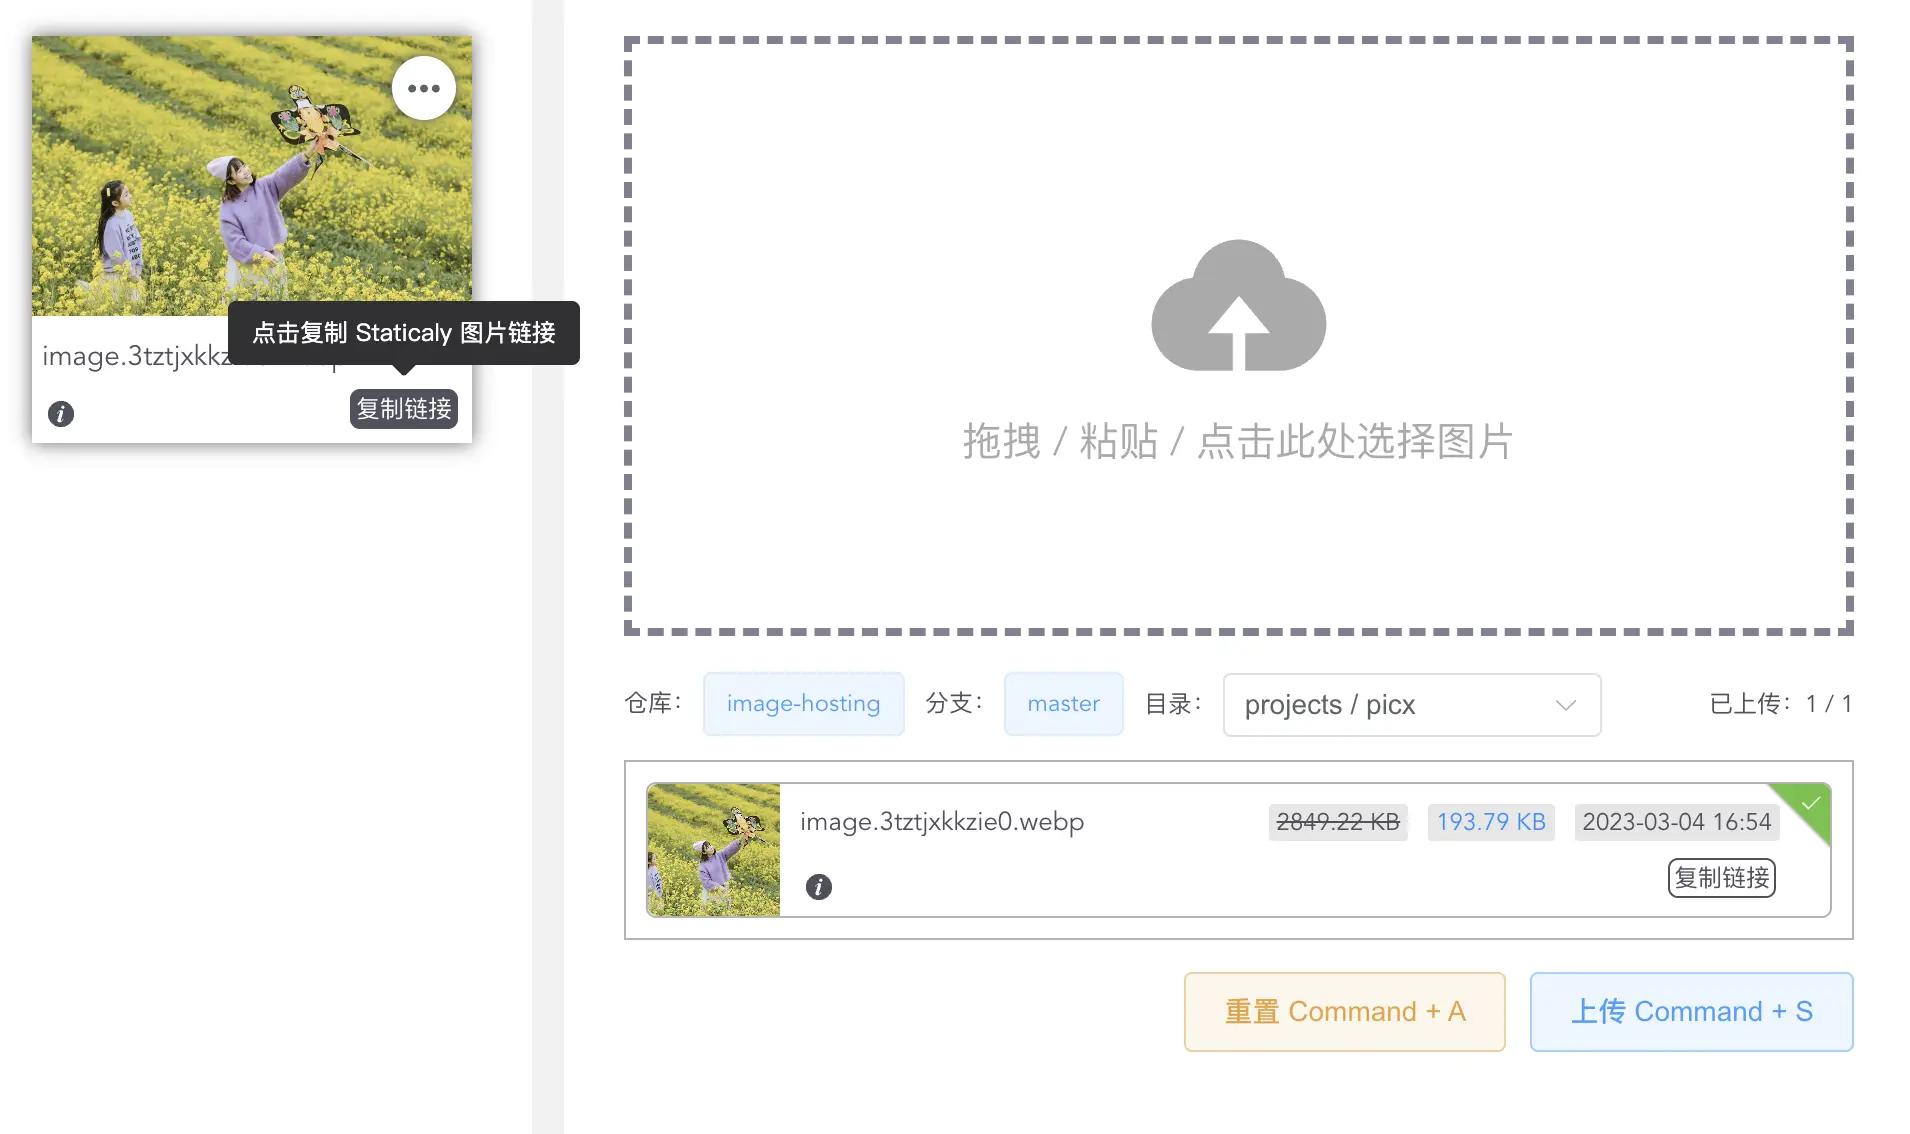 点击复制 Staticaly 图片链接
image.3tztjxkkz
复制链接
拖拽 / 粘贴 / 点击此处选择图片
仓库： image-hosting 分支： master 目录： projects / picx 已上传：1 / 1
image.3tztjxkkzie0.webp 2849.22 KB 193.79 KB 2023-03-04 16:54
复制链接
重置 Command + A 上传 Command + S